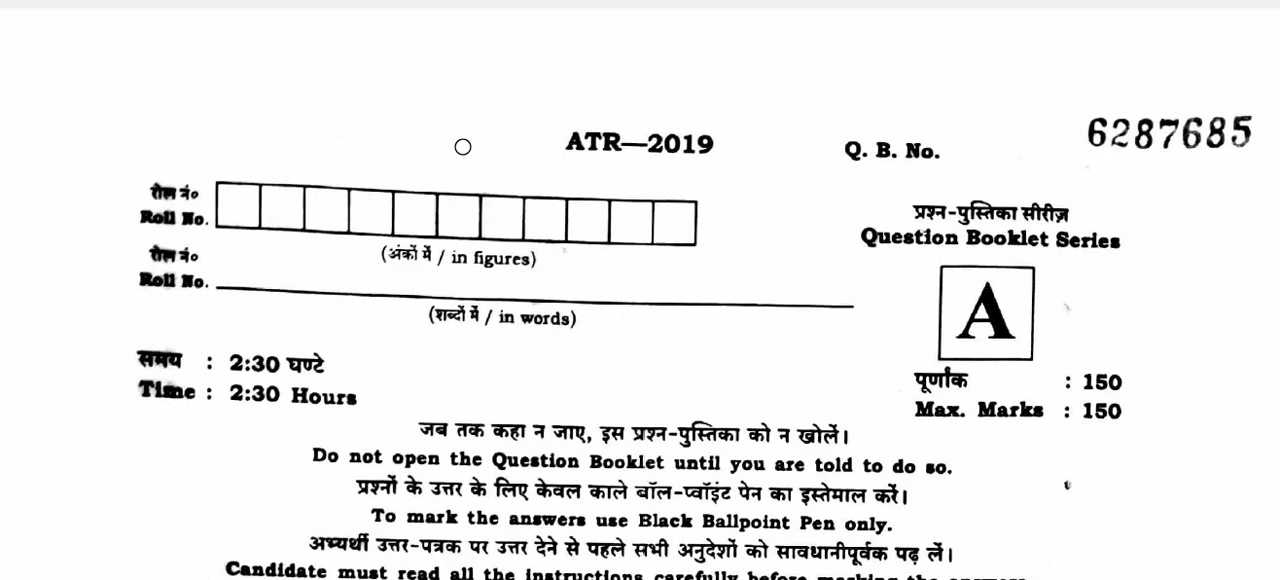 ATR—2019
Q. B. No. 6287685
रोल नं०
Roll No.
(अंकों में / in figures)
रोल नं०
Roll No.
(शब्दों में / in words)
प्रश्न-पुस्तिका सीरीज़
Question Booklet Series
A
समय : 2:30 घण्टे
Time : 2:30 Hours
पूर्णांक : 150
Max. Marks : 150
जब तक कहा न जाए, इस प्रश्न-पुस्तिका को न खोलें।
Do not open the Question Booklet until you are told to do so.
प्रश्नों के उत्तर के लिए केवल काले बॉल-प्वॉइंट पेन का इस्तेमाल करें।
To mark the answers use Black Ballpoint Pen only.
अभ्यर्थी उत्तर-पत्रक पर उत्तर देने से पहले सभी अनुदेशों को सावधानीपूर्वक पढ़ लें।
Candidate must read all the instructions carefully before marking the answers